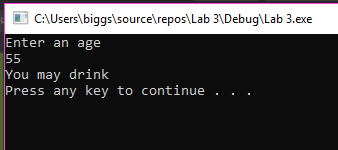 C:\Users\biggs\source\repos\Lab 3\Debug\Lab 3.exe
Enter an age
55
You may drink
Press any key to continue . . .